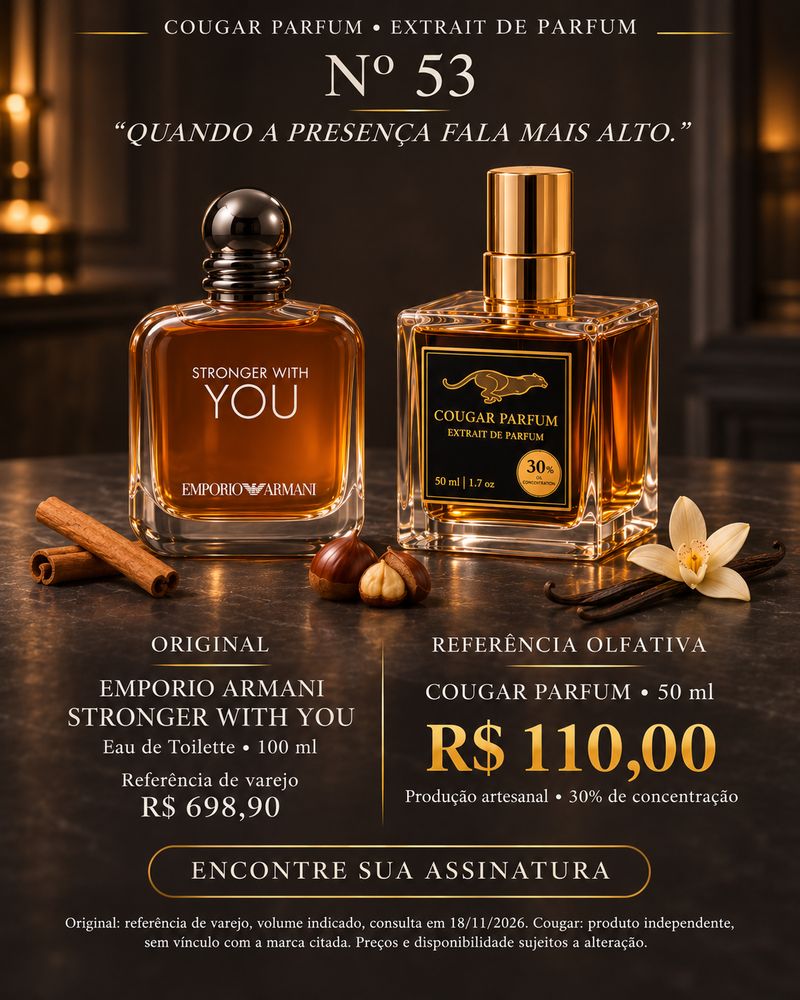 COUGAR PARFUM • EXTRAIT DE PARFUM
Nº 53
“QUANDO A PRESENÇA FALA MAIS ALTO.”
STRONGER WITH
YOU
EMPORIO ARMANI
COUGAR PARFUM
EXTRAIT DE PARFUM
30%
OIL
CONCENTRATION
50 ml | 1.7 oz
ORIGINAL
EMPORIO ARMANI
STRONGER WITH YOU
Eau de Toilette • 100 ml
Referência de varejo
R$ 698,90
REFERÊNCIA OLFATIVA
COUGAR PARFUM • 50 ml
R$ 110,00
Produção artesanal • 30% de concentração
ENCONTRE SUA ASSINATURA
Original: referência de varejo, volume indicado, consulta em 18/11/2026. Cougar: produto independente,
sem vínculo com a marca citada. Preços e disponibilidade sujeitos a alteração.